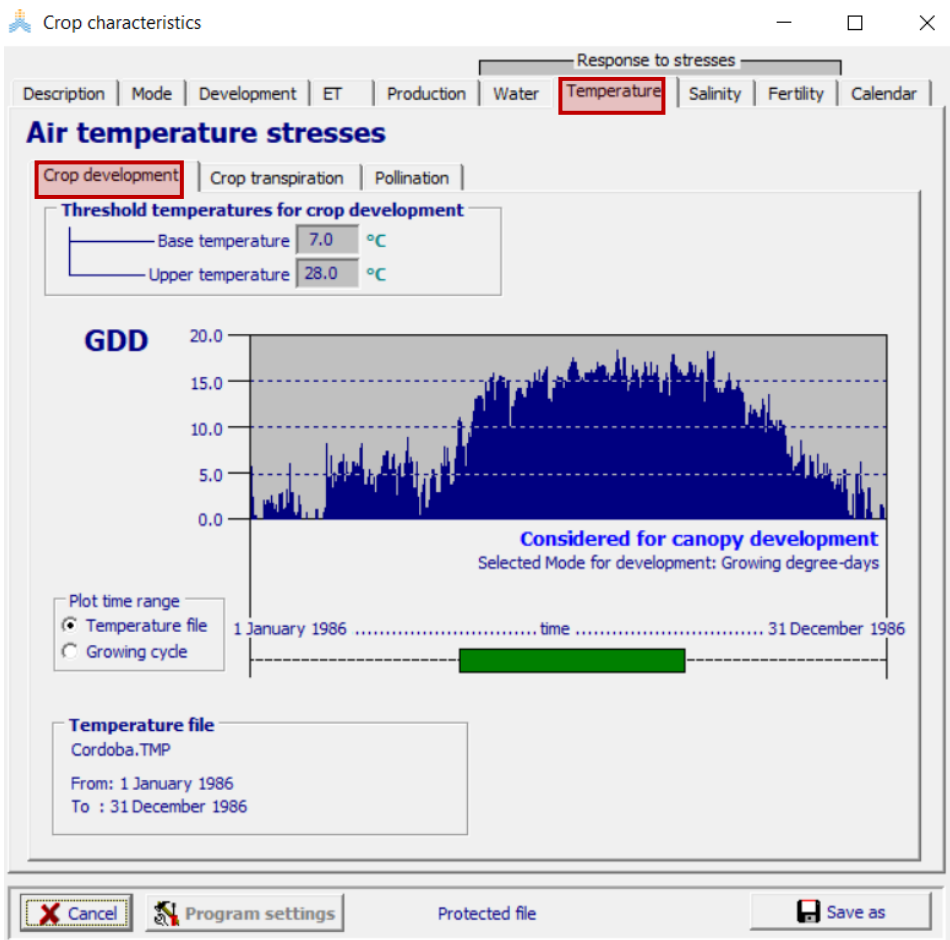 Crop characteristics
Response to stresses
Description Mode Development ET Production Water Temperature Salinity Fertility Calendar
Air temperature stresses
Crop development Crop transpiration Pollination
Threshold temperatures for crop development
Base temperature 7.0 °C
Upper temperature 28.0 °C
GDD
20.0
15.0
10.0
5.0
0.0
Considered for canopy development
Selected Mode for development: Growing degree-days
Plot time range
Temperature file
Growing cycle
1 January 1986 .............................. time .............................. 31 December 1986
Temperature file
Cordoba.TMP
From: 1 January 1986
To : 31 December 1986
Cancel Program settings Protected file Save as